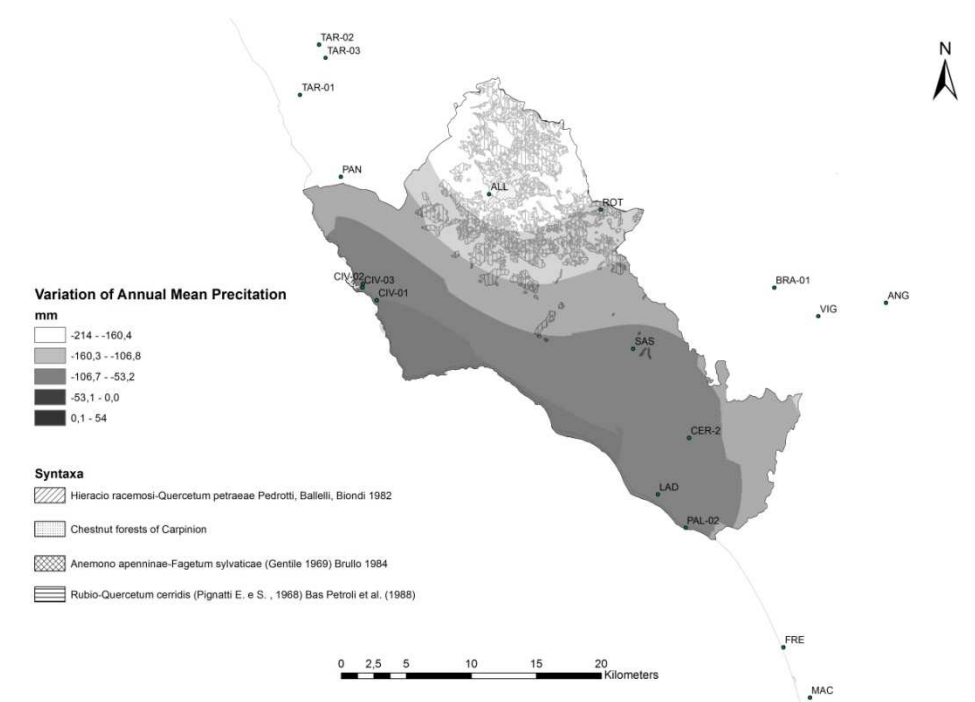 TAR-02
TAR-03
TAR-01
N
PAN
ALL
ROT
CIV-02
CIV-03
CIV-01
BRA-01
ANG
VIG
SAS
CER-2
LAD
PAL-02
FRE
MAC
Variation of Annual Mean Precitation
mm
-214 - -160,4
-160,3 - -106,8
-106,7 - -53,2
-53,1 - 0,0
0,1 - 54
Syntaxa
Hieracio racemosi-Quercetum petraeae Pedrotti, Ballelli, Biondi 1982
Chestnut forests of Carpinion
Anemono apenninae-Fagetum sylvaticae (Gentile 1969) Brullo 1984
Rubio-Quercetum cerridis (Pignatti E. e S. , 1968) Bas Petroli et al. (1988)
0 2,5 5 10 15 20
Kilometers